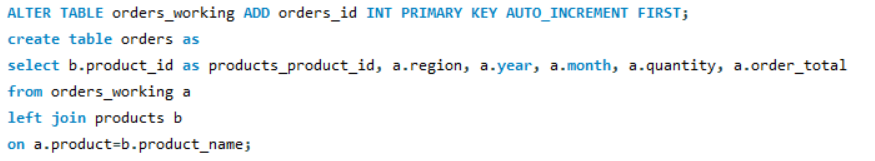 ALTER TABLE orders_working ADD orders_id INT PRIMARY KEY AUTO_INCREMENT FIRST;
create table orders as
select b.product_id as products_product_id, a.region, a.year, a.month, a.quantity, a.order_total
from orders_working a
left join products b
on a.product=b.product_name;